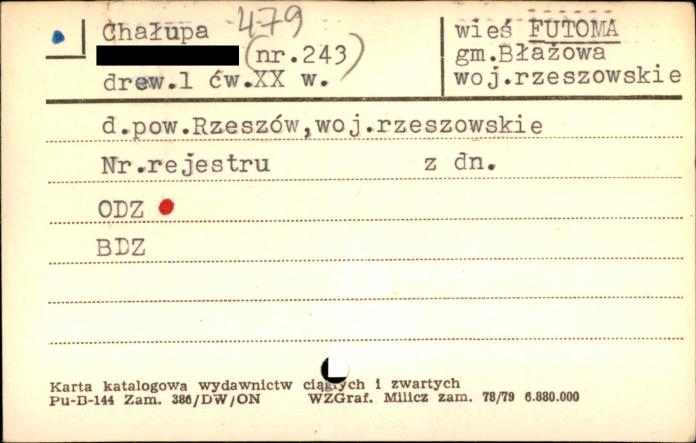 Chałupa 479
(nr.243)
drew.1 ćw.XX w.
wieś FUTOMA
gm.Błażowa
woj.rzeszowskie
d.pow.Rzeszów,woj.rzeszowskie
Nr.rejestru z dn.
ODZ
BDZ
Karta katalogowa wydawnictw ciągłych i zwartych
Pu-B-144 Zam. 386/DW/ON WZGraf. Milicz zam. 78/79 6.880.000